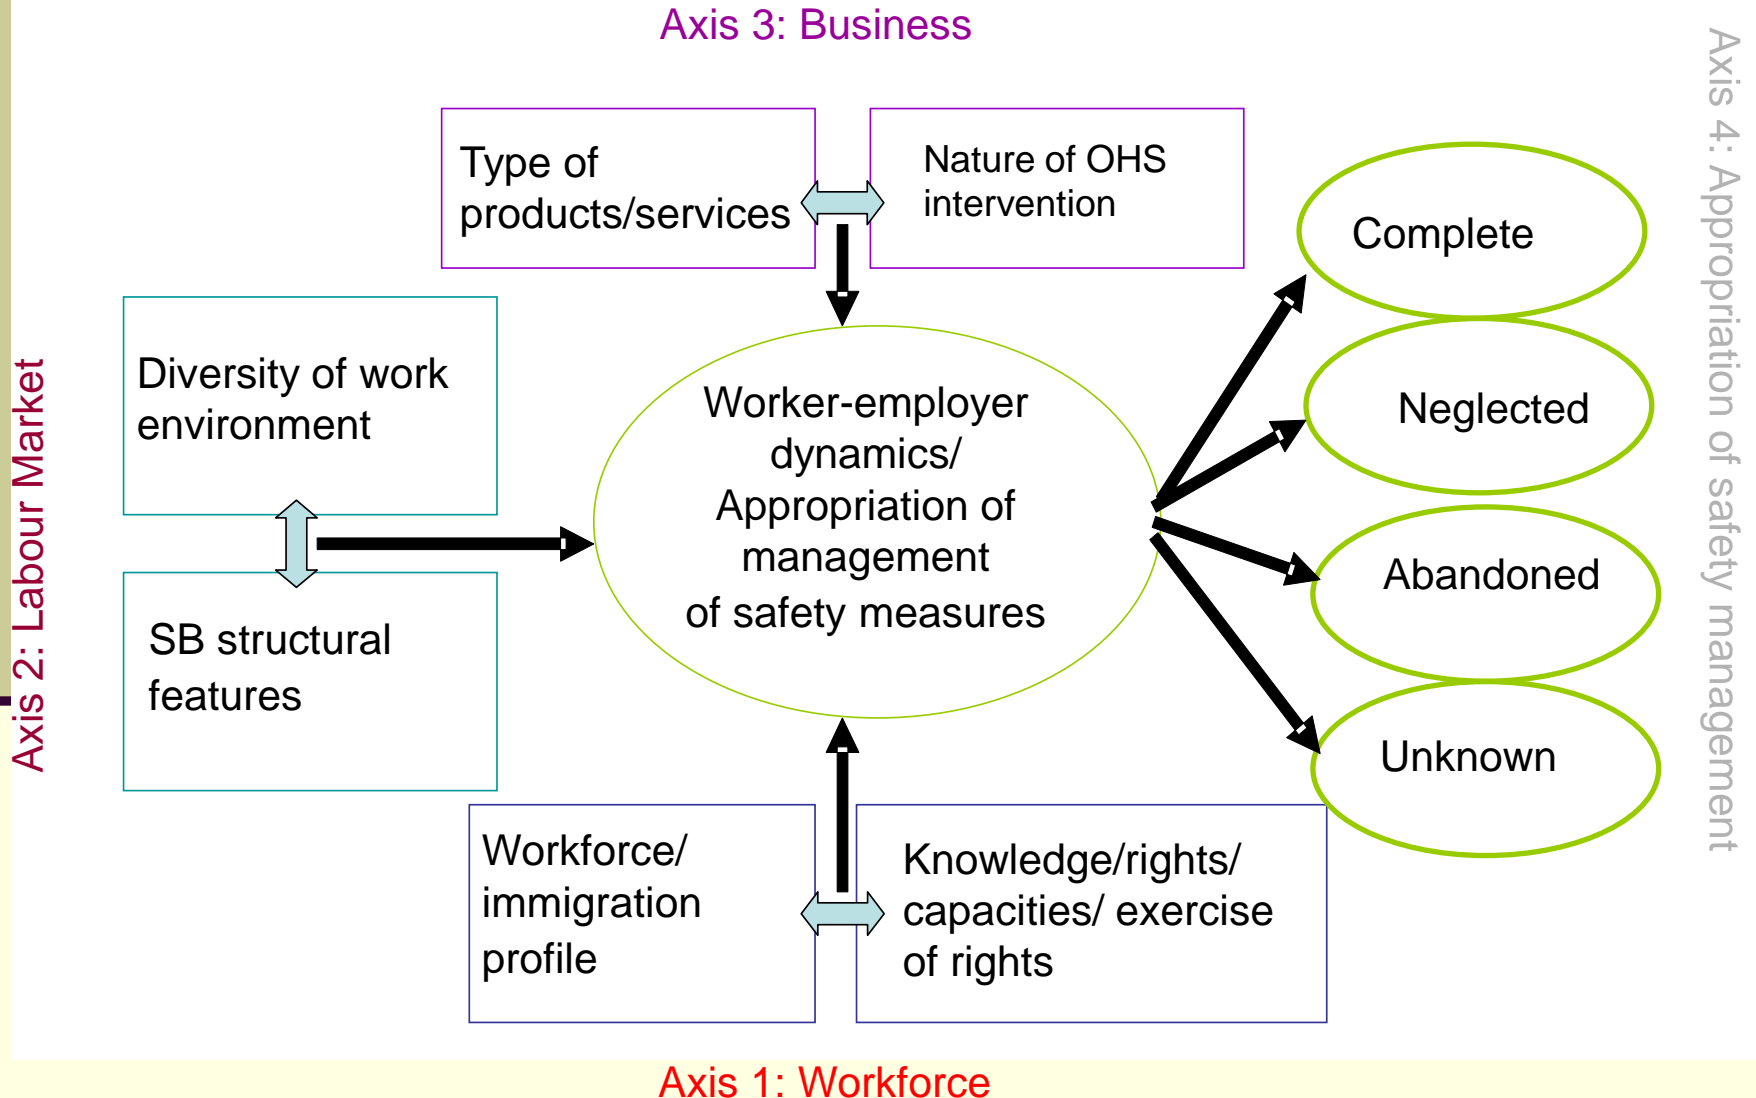 Axis 3: Business
Axis 4: Appropriation of safety management
Type of
products/services
Nature of OHS
intervention
Complete
Neglected
Abandoned
Unknown
Axis 2: Labour Market
Diversity of work
environment
SB structural
features
Worker-employer
dynamics/
Appropriation of
management
of safety measures
Workforce/
immigration
profile
Knowledge/rights/
capacities/ exercise
of rights
Axis 1: Workforce